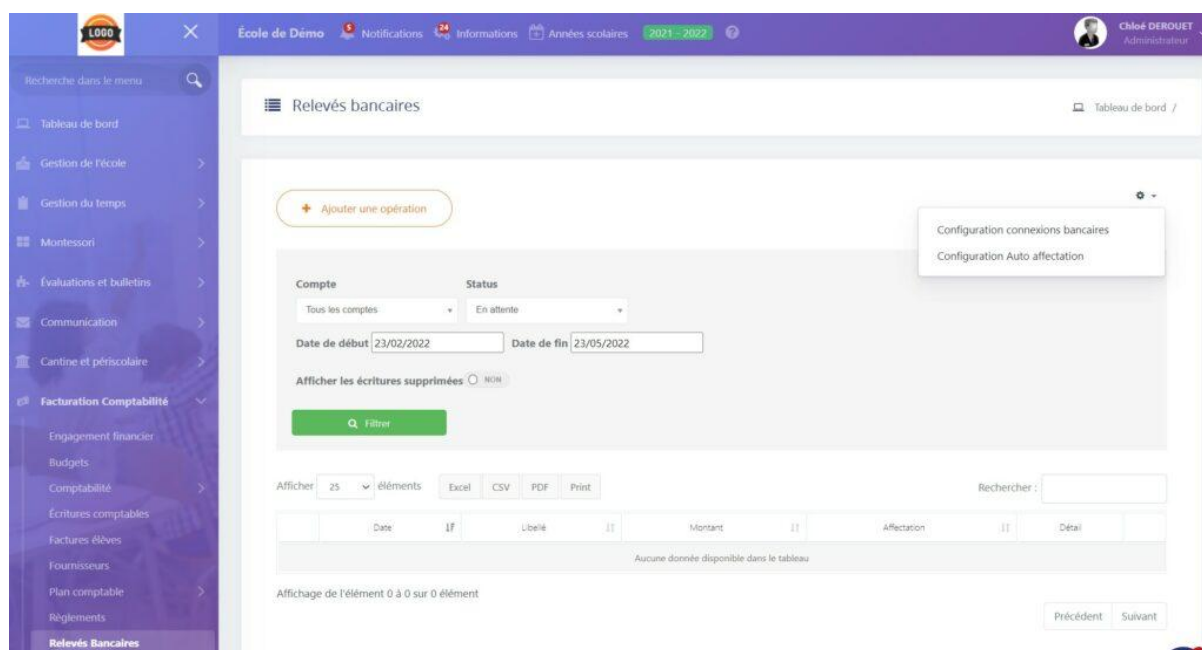 LOGO
École de Démo 5 Notifications 24 Informations Années scolaires 2021 - 2022
Chloé DEROUET
Administrateur
Recherche dans le menu
Relevés bancaires
Tableau de bord /
Tableau de bord
Gestion de l'école
Gestion du temps
Montessori
Évaluations et bulletins
Communication
Cantine et périscolaire
Facturation Comptabilité
Engagement financier
Budgets
Comptabilité
Écritures comptables
Factures élèves
Fournisseurs
Plan comptable
Règlements
Relevés Bancaires
+ Ajouter une opération
Configuration connexions bancaires
Configuration Auto affectation
Compte Status
Tous les comptes En attente
Date de début 23/02/2022 Date de fin 23/05/2022
Afficher les écritures supprimées NON
Filtrer
Afficher 25 éléments Excel CSV PDF Print Rechercher :
Date Libellé Montant Affectation Détail
Aucune donnée disponible dans le tableau
Affichage de l'élément 0 à 0 sur 0 élément
Précédent Suivant